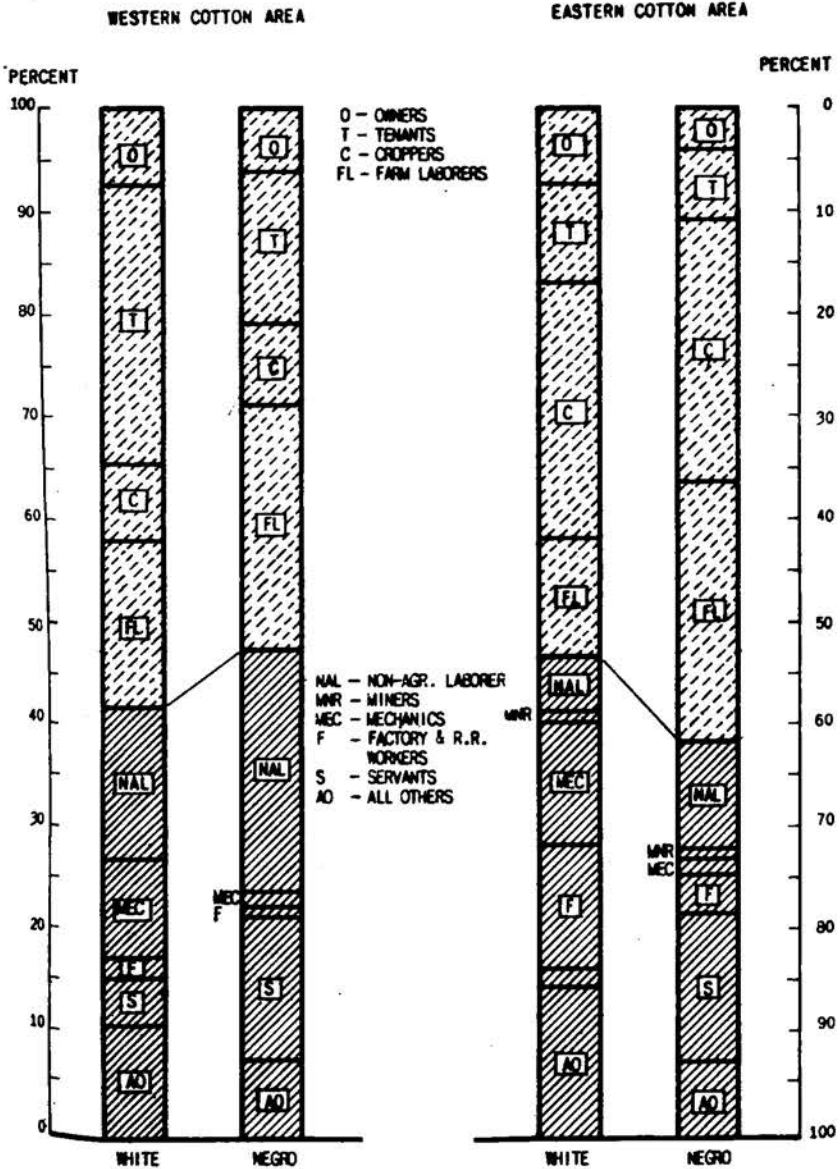 WESTERN COTTON AREA
EASTERN COTTON AREA
PERCENT
PERCENT
100
90
80
70
60
50
40
30
20
10
0
O
T
C
FL
NAL
MEC
F
S
AO
WHITE
O
T
C
FL
NAL
MEC
F
S
AO
NEGRO
O – OWNERS
T – TENANTS
C – CROPPERS
FL – FARM LABORERS
NAL – NON-AGR. LABORER
MNR – MINERS
MEC – MECHANICS
F – FACTORY & R.R.
WORKERS
S – SERVANTS
AO – ALL OTHERS
O
T
C
FL
NAL
MNR
MEC
F
AO
WHITE
O
T
C
FL
NAL
MNR
MEC
F
S
AO
NEGRO
0
10
20
30
40
50
60
70
80
90
100